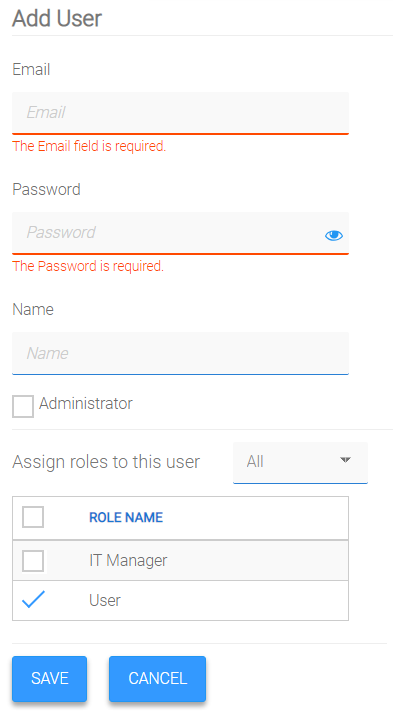 Add User
Email
Email
The Email field is required.
Password
Password
The Password is required.
Name
Name
Administrator
Assign roles to this user All
ROLE NAME
IT Manager
User
SAVE CANCEL